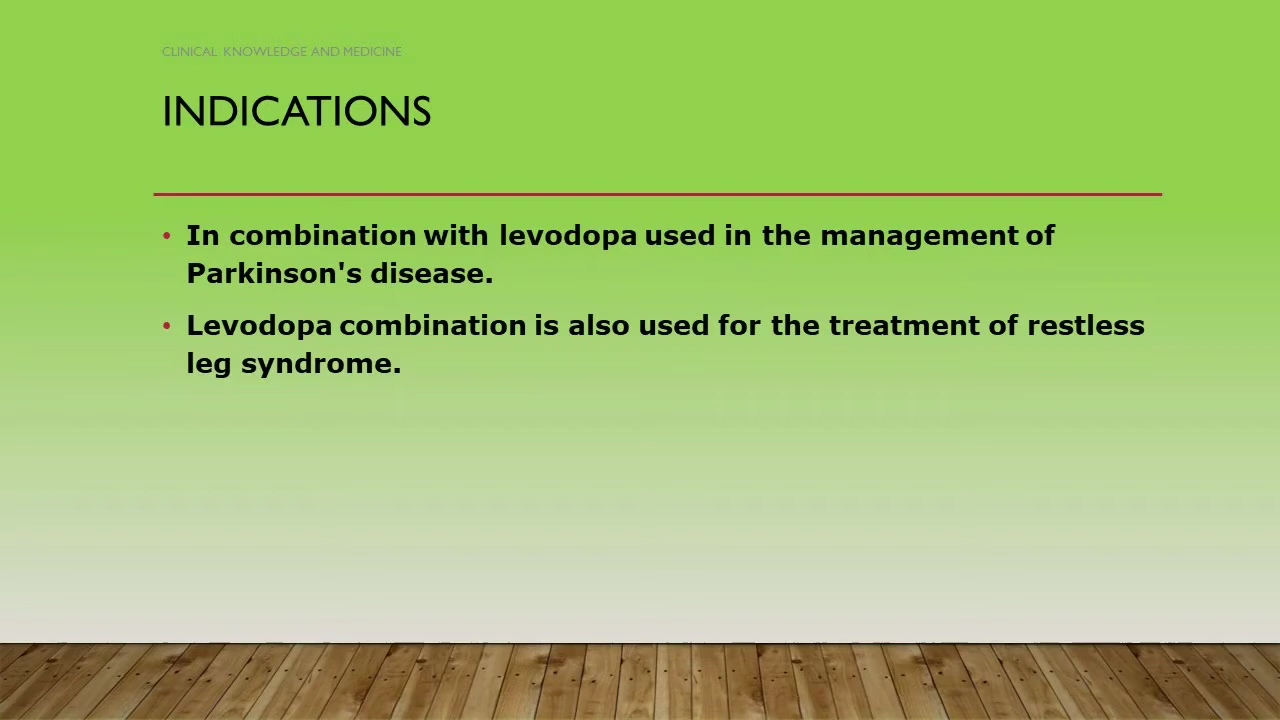 CLINICAL KNOWLEDGE AND MEDICINE
INDICATIONS
• In combination with levodopa used in the management of
Parkinson's disease.
• Levodopa combination is also used for the treatment of restless
leg syndrome.